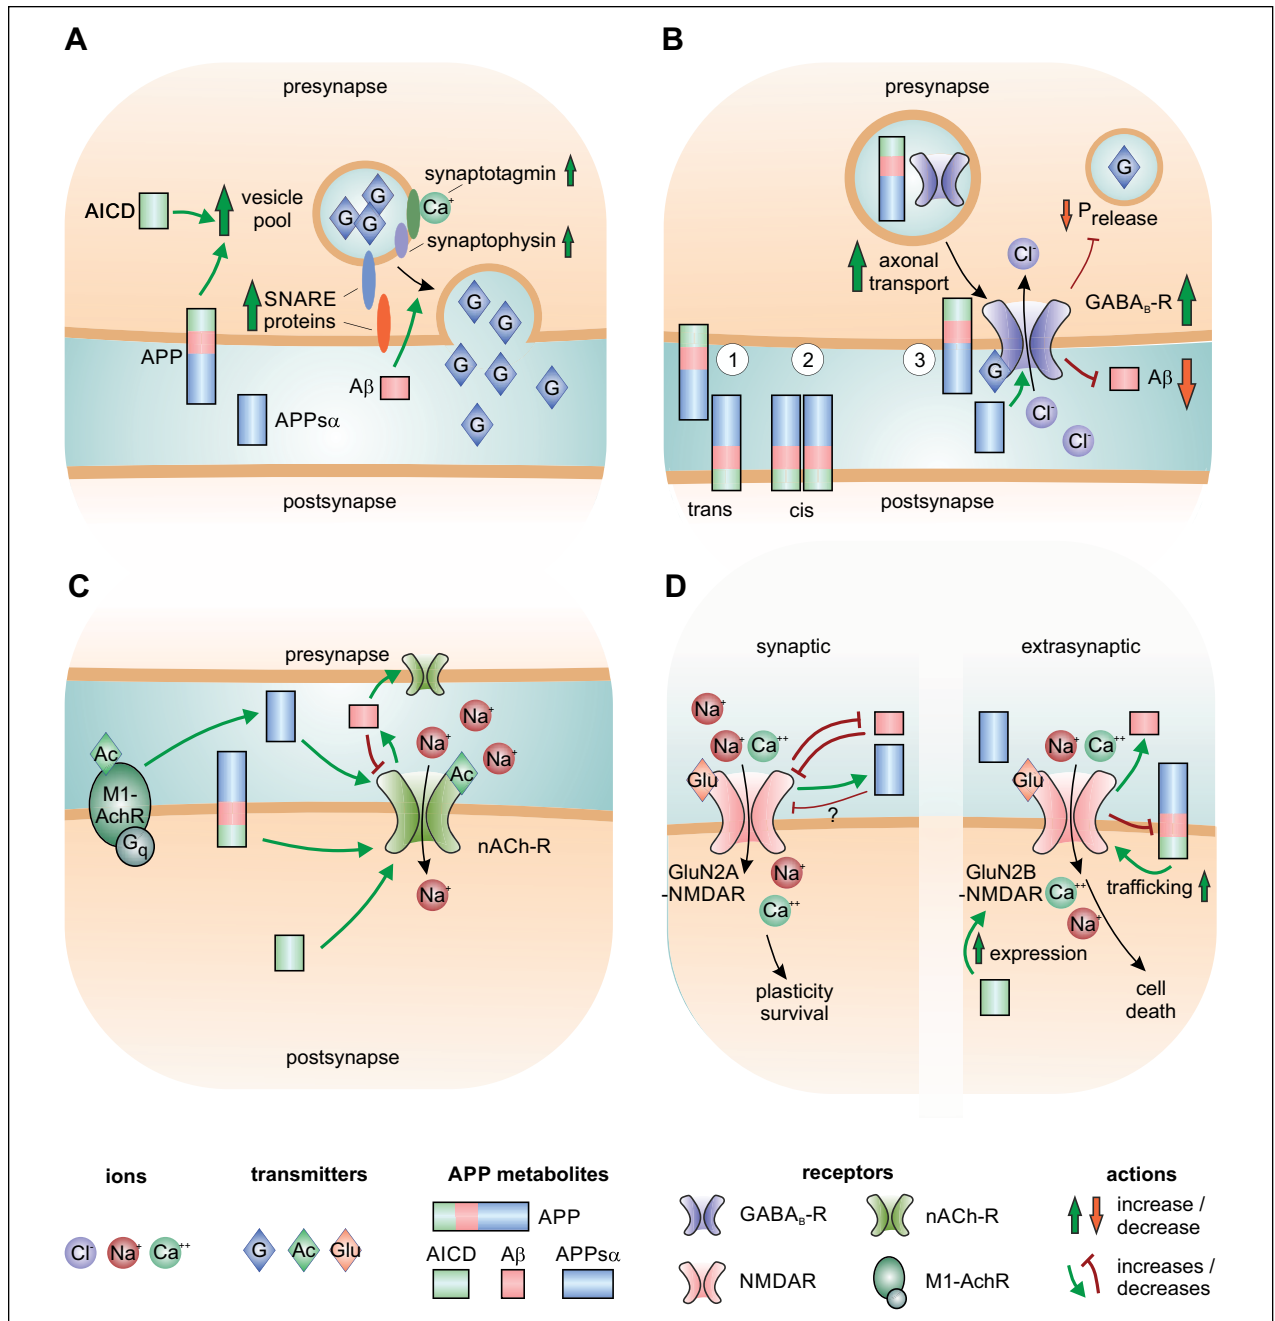 A
presynapse
AICD
vesicle
pool
synaptotagmin
G
G
G
Ca+
synaptophysin
SNARE
proteins
G
G
APP
G
G
G
Aβ
APPsα
G
postsynapse
B
presynapse
G
Prelease
Cl-
axonal
transport
GABAB-R
1
2
3
G
Aβ
Cl-
Cl-
trans
cis
postsynapse
C
presynapse
Na+
Na+
Na+
Ac
Ac
M1-
AchR
Gq
nACh-R
Na+
postsynapse
D
synaptic
extrasynaptic
Na+
Na+
Ca++
Glu
?
GluN2A
-NMDAR
Na+
Ca++
plasticity
survival
Na+
Ca++
Glu
GluN2B
-NMDAR
Ca++
Na+
trafficking
expression
cell
death
ions
transmitters
APP metabolites
receptors
actions
APP
GABAB-R
nACh-R
increase /
decrease
Cl-
Na+
Ca++
G
Ac
Glu
AICD
Aβ
APPsα
NMDAR
M1-AchR
increases /
decreases